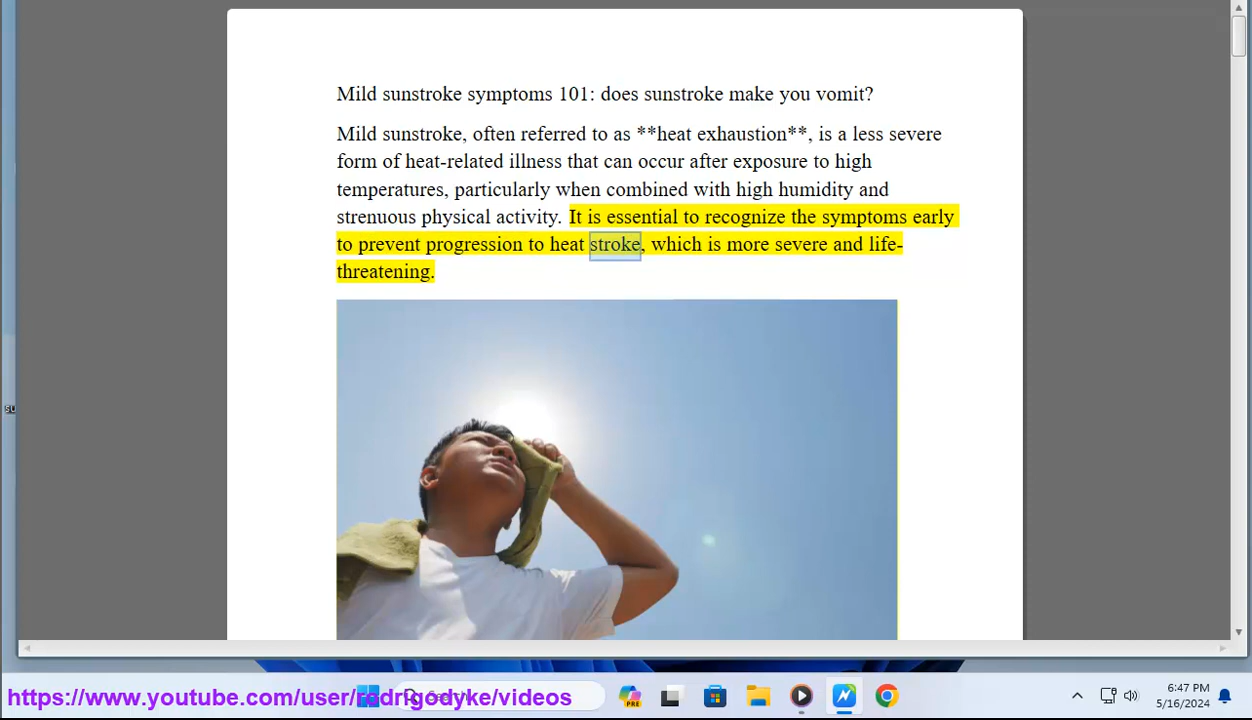 Mild sunstroke symptoms 101: does sunstroke make you vomit?
Mild sunstroke, often referred to as **heat exhaustion**, is a less severe
form of heat-related illness that can occur after exposure to high
temperatures, particularly when combined with high humidity and
strenuous physical activity. It is essential to recognize the symptoms early
to prevent progression to heat stroke, which is more severe and life-
threatening.
su
https://www.youtube.com/user/rodrigodyke/videos
PRE
6:47 PM
5/16/2024